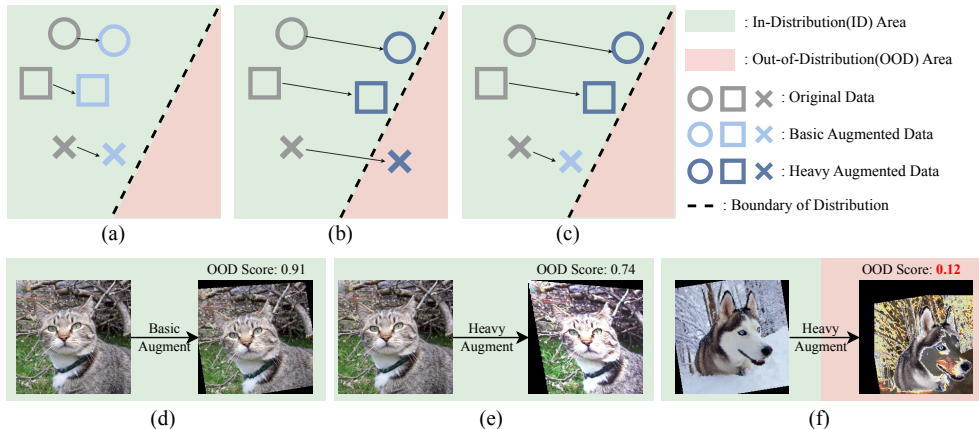 : In-Distribution(ID) Area
: Out-of-Distribution(OOD) Area
: Original Data
: Basic Augmented Data
: Heavy Augmented Data
: Boundary of Distribution
(a)
(b)
(c)
OOD Score: 0.91
Basic
Augment
(d)
OOD Score: 0.74
Heavy
Augment
(e)
OOD Score: 0.12
Heavy
Augment
(f)